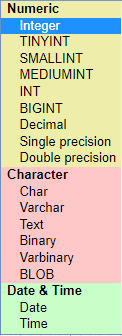 Numeric
Integer
TINYINT
SMALLINT
MEDIUMINT
INT
BIGINT
Decimal
Single precision
Double precision
Character
Char
Varchar
Text
Binary
Varbinary
BLOB
Date & Time
Date
Time